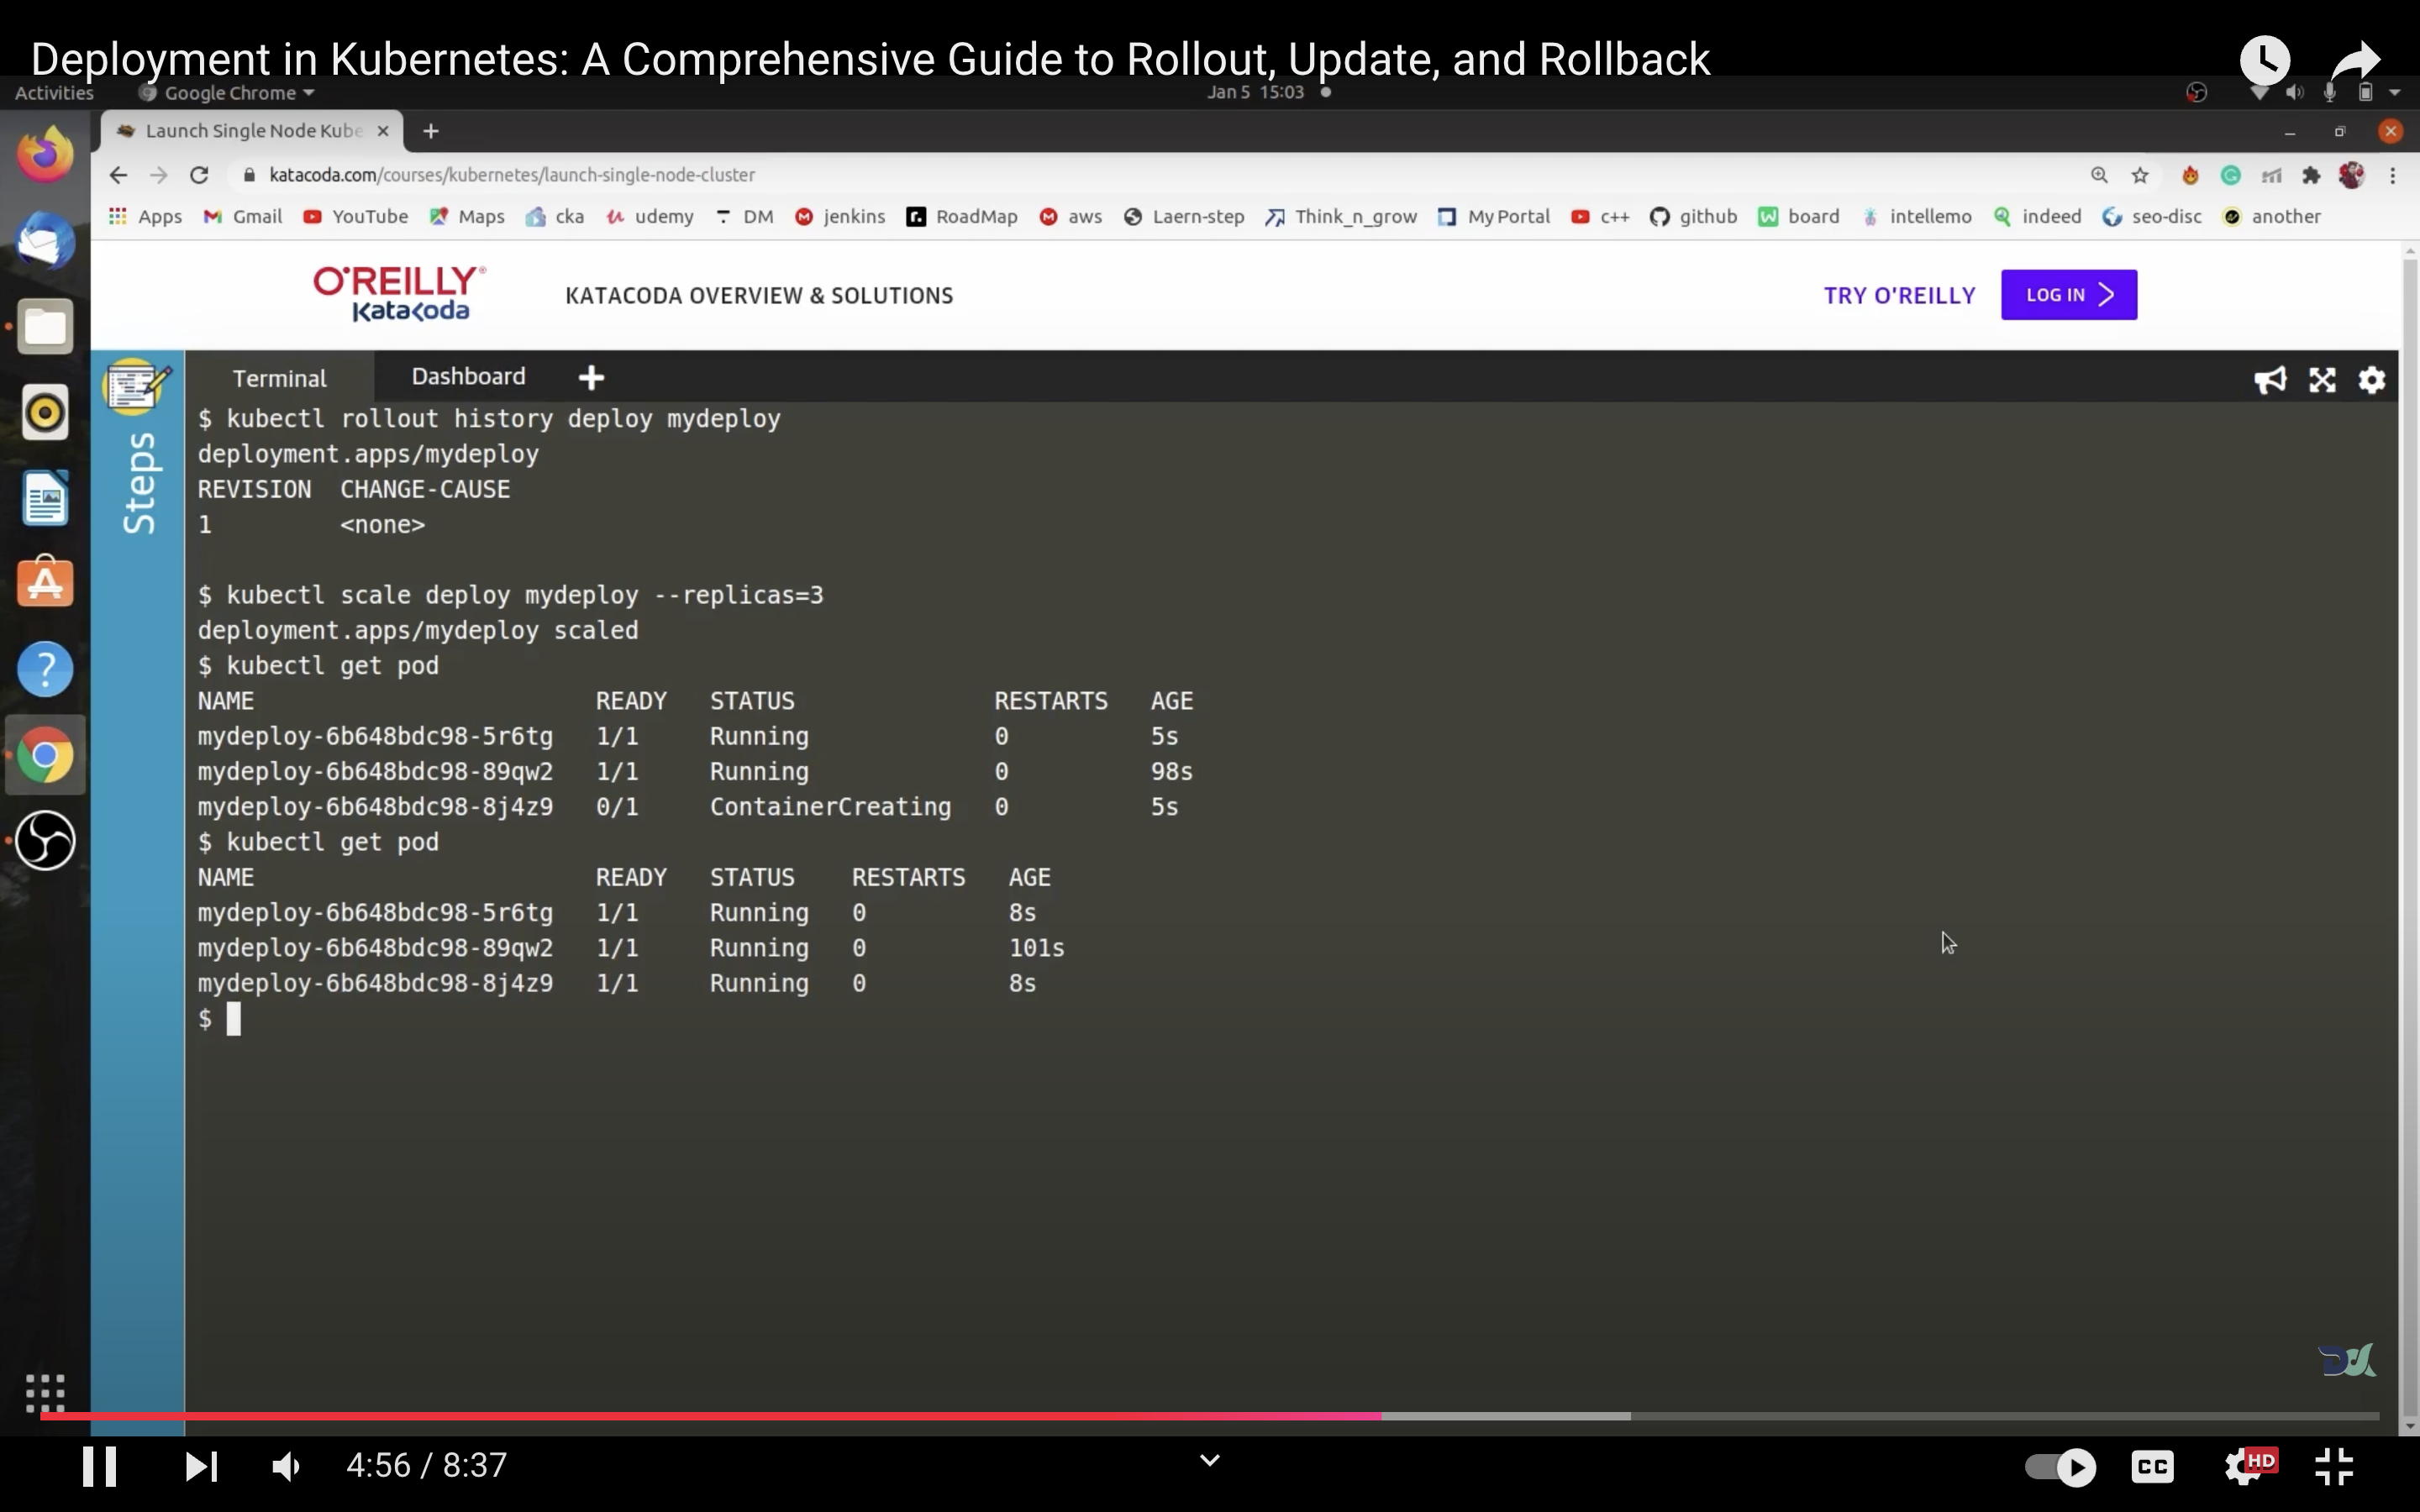 Deployment in Kubernetes: A Comprehensive Guide to Rollout, Update, and Rollback
Activities Google Chrome Jan 5 15:03
Launch Single Node Kube
katacoda.com/courses/kubernetes/launch-single-node-cluster
Apps Gmail YouTube Maps cka udemy DM jenkins RoadMap aws Laern-step Think_n_grow My Portal c++ github board intellemo indeed seo-disc another
O'REILLY
Katacoda
KATACODA OVERVIEW & SOLUTIONS TRY O'REILLY LOG IN
Steps
Terminal Dashboard
$ kubectl rollout history deploy mydeploy
deployment.apps/mydeploy
REVISION CHANGE-CAUSE
1 <none>
$ kubectl scale deploy mydeploy --replicas=3
deployment.apps/mydeploy scaled
$ kubectl get pod
NAME READY STATUS RESTARTS AGE
mydeploy-6b648bdc98-5r6tg 1/1 Running 0 5s
mydeploy-6b648bdc98-89qw2 1/1 Running 0 98s
mydeploy-6b648bdc98-8j4z9 0/1 ContainerCreating 0 5s
$ kubectl get pod
NAME READY STATUS RESTARTS AGE
mydeploy-6b648bdc98-5r6tg 1/1 Running 0 8s
mydeploy-6b648bdc98-89qw2 1/1 Running 0 101s
mydeploy-6b648bdc98-8j4z9 1/1 Running 0 8s
$
4:56 / 8:37 CC HD